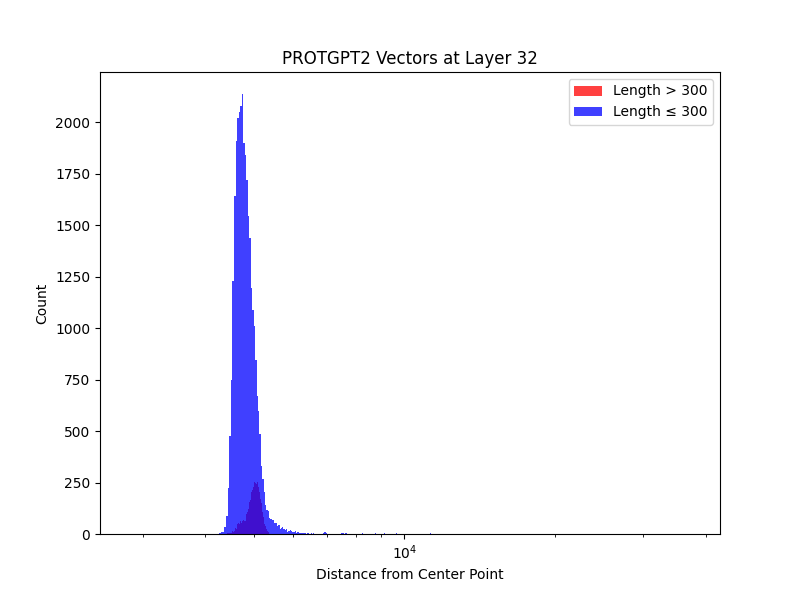 PROTGPT2 Vectors at Layer 32
Length > 300
Length ≤ 300
2000
1750
1500
1250
1000
750
500
250
0
Count
10⁴
Distance from Center Point